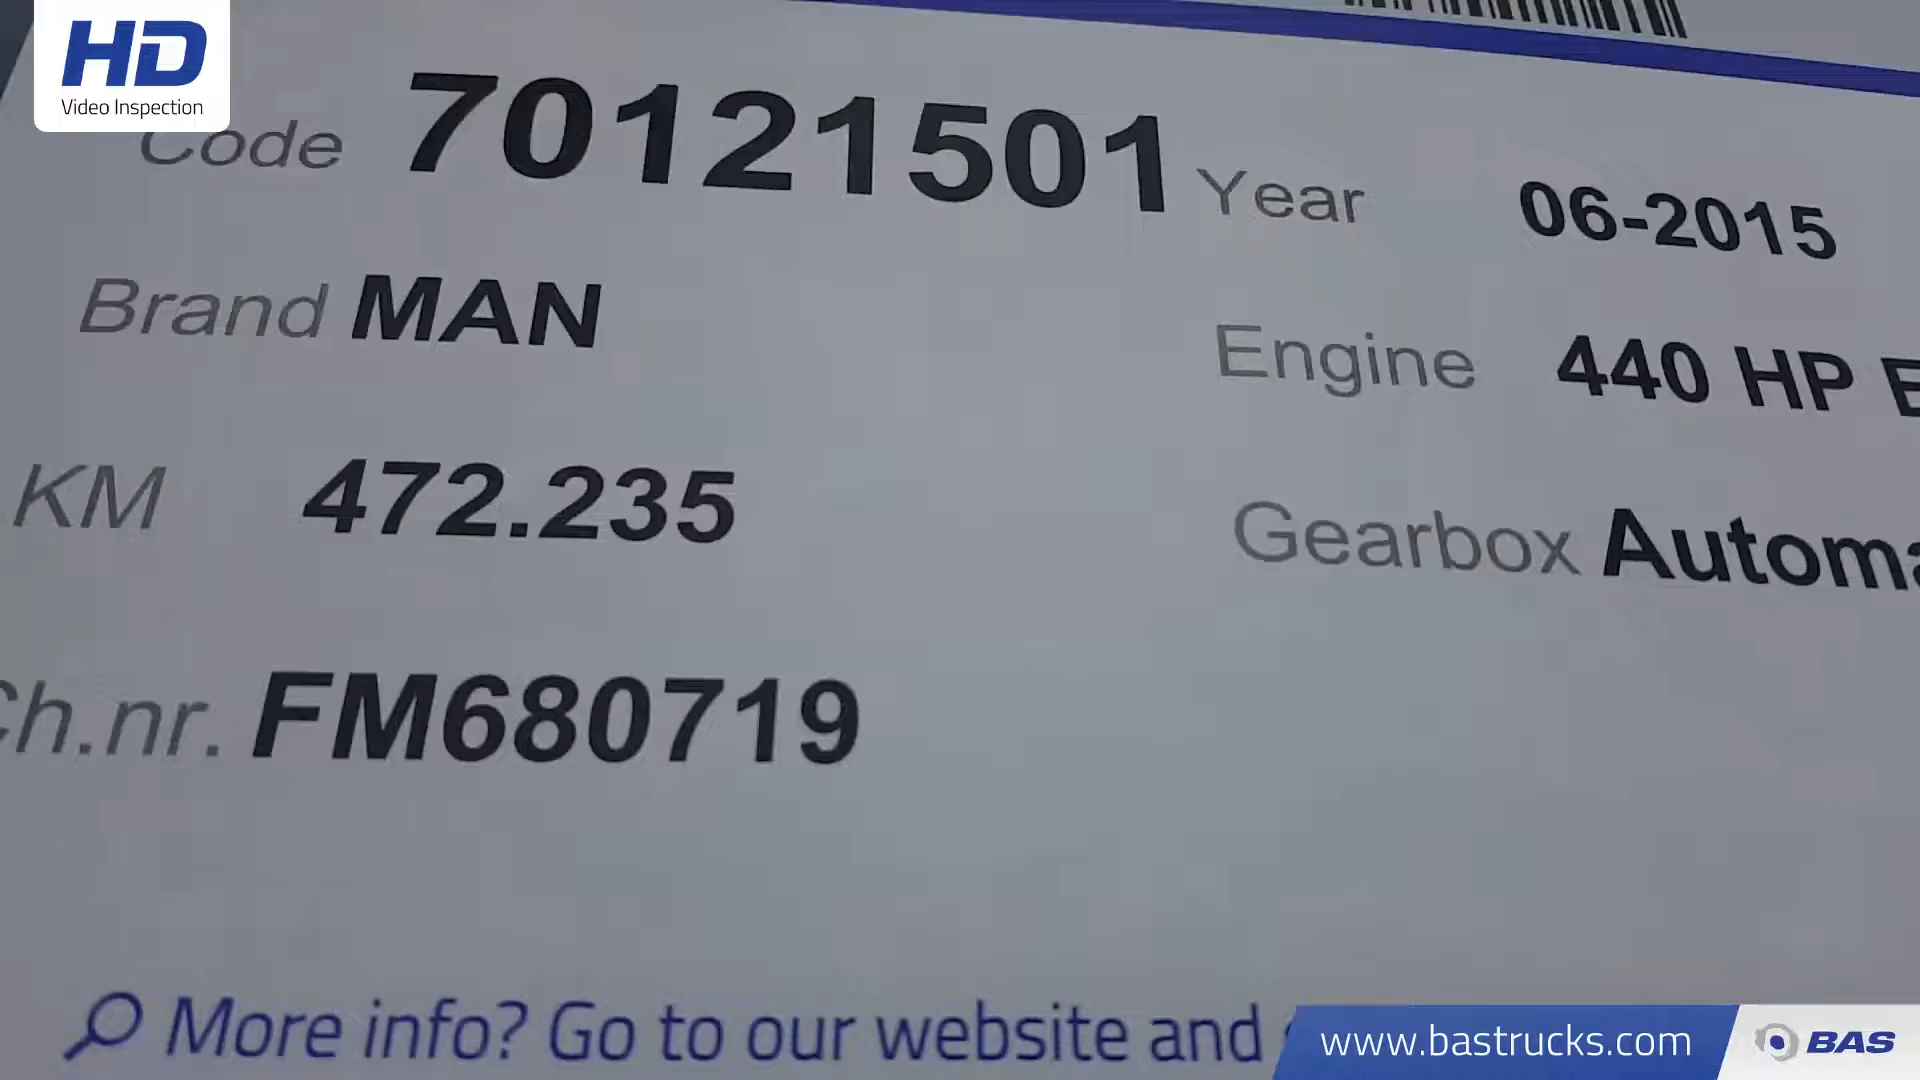 HD
Video Inspection
Code 70121501
Year 06-2015
Brand MAN
Engine 440 HP
KM 472.235
Gearbox
Ch.nr. FM680719
More info? Go to our website and
www.bastrucks.com
BAS